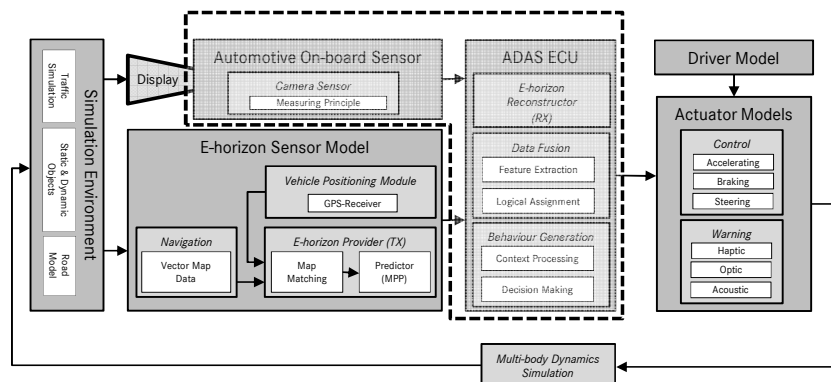 Simulation Environment
Traffic
Simulation
Static & Dynamic
Objects
Road
Model
Display
Automotive On-board Sensor
Camera Sensor
Measuring Principle
E-horizon Sensor Model
Vehicle Positioning Module
GPS-Receiver
Navigation
Vector Map
Data
E-horizon Provider (TX)
Map
Matching
Predictor
(MPP)
ADAS ECU
E-horizon
Reconstructor
(RX)
Data Fusion
Feature Extraction
Logical Assignment
Behaviour Generation
Context Processing
Decision Making
Driver Model
Actuator Models
Control
Accelerating
Braking
Steering
Warning
Haptic
Optic
Acoustic
Multi-body Dynamics
Simulation